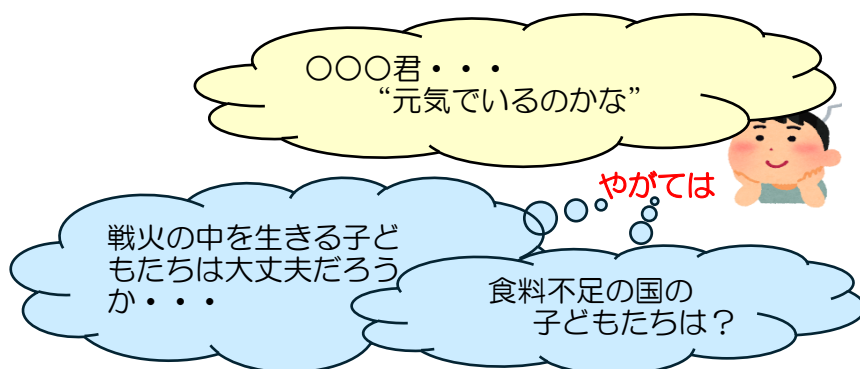 〇〇〇君・・・
“元気でいるのかな”
やがては
戦火の中を生きる子ど
もたちは大丈夫だろう
か・・・
食料不足の国の
子どもたちは？